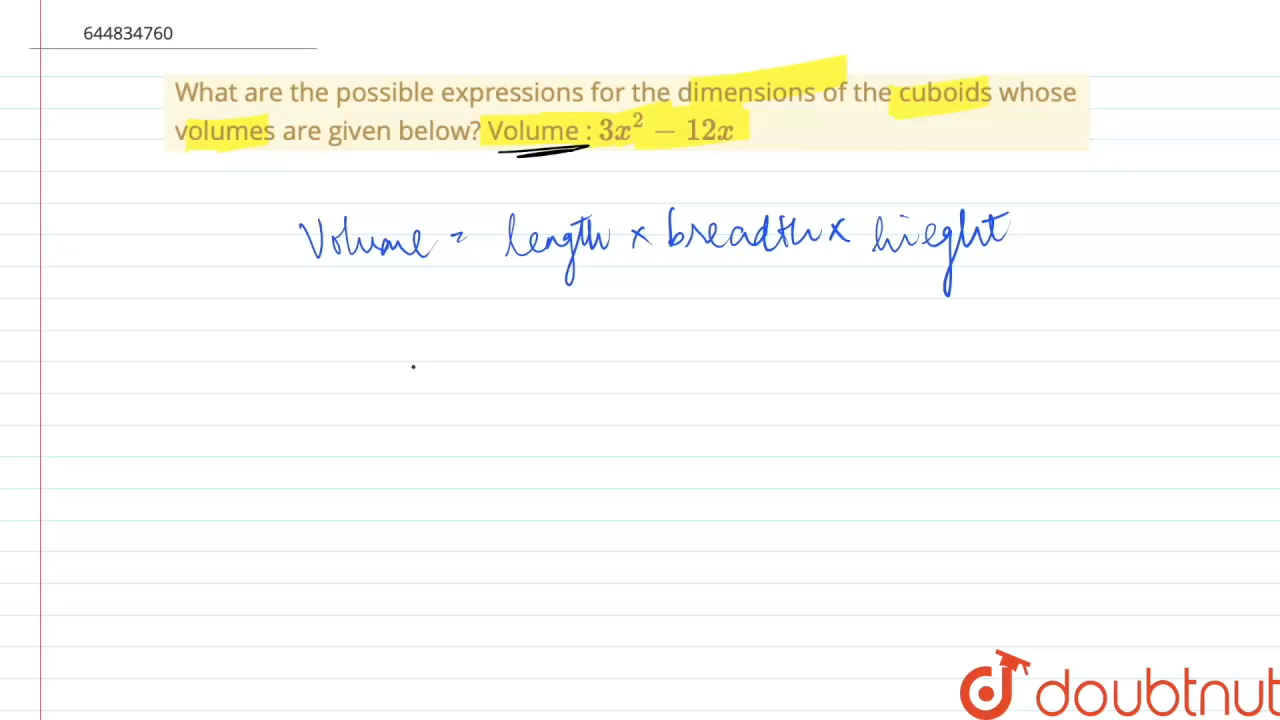 644834760
What are the possible expressions for the dimensions of the cuboids whose
volumes are given below? Volume : 3x² − 12x
Volume = length × breadth × hieght
doubtnut